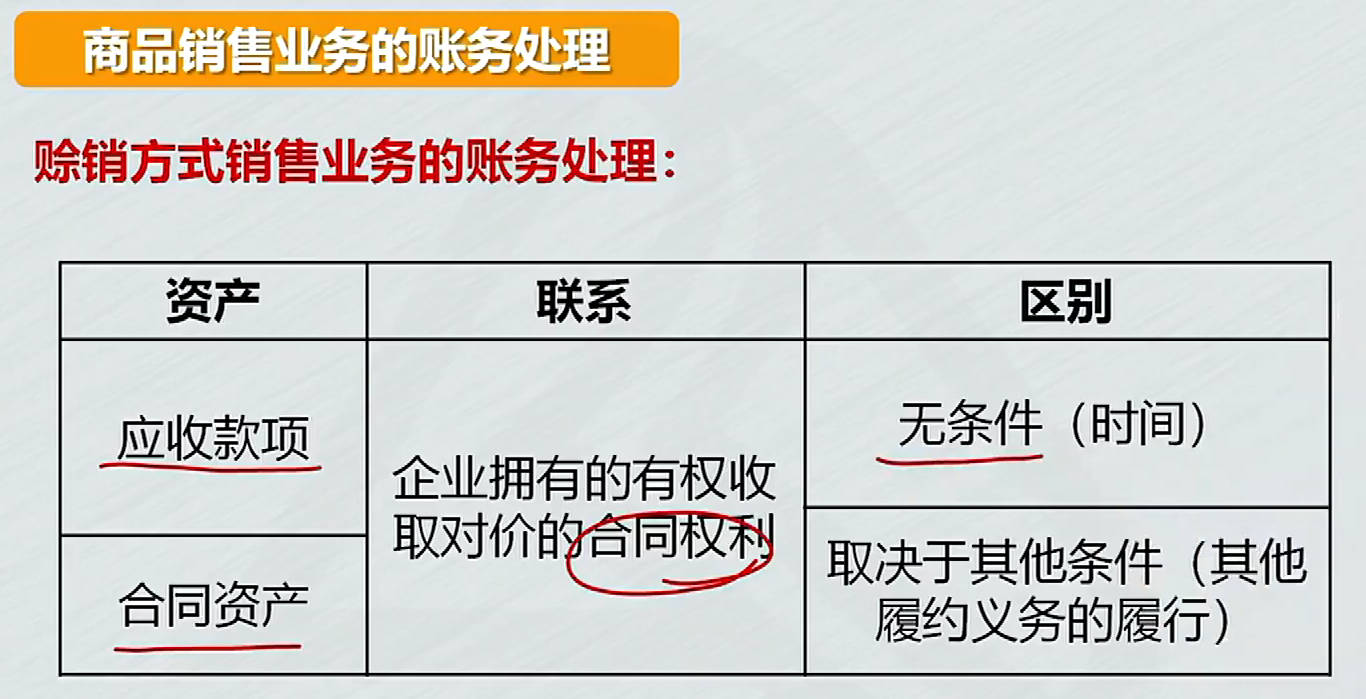 商品销售业务的账务处理
赊销方式销售业务的账务处理：
资产
联系
区别
应收款项
企业拥有的有权收
取对价的合同权利
无条件（时间）
合同资产
取决于其他条件（其他
履约义务的履行）